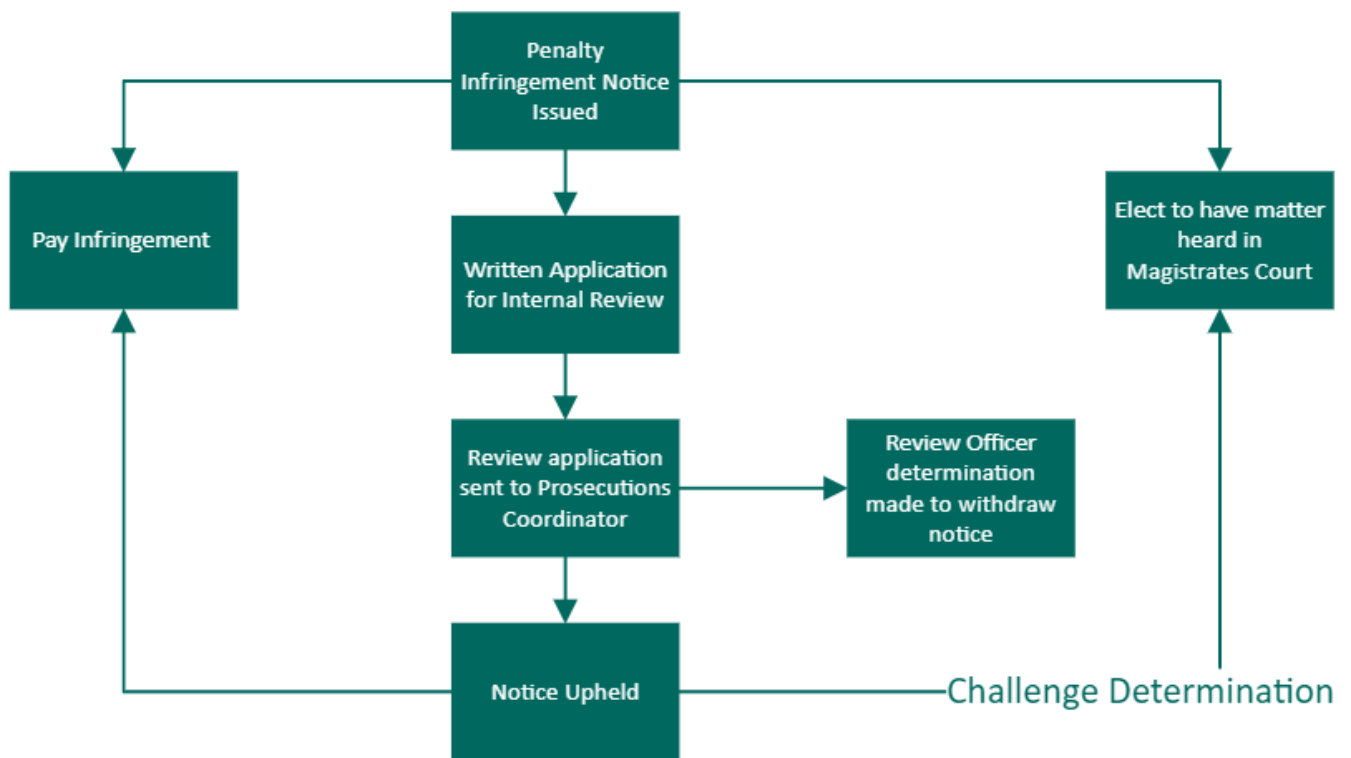 Penalty
Infringement Notice
Issued
Pay Infringement
Elect to have matter
heard in
Magistrates Court
Written Application
for Internal Review
Review application
sent to Prosecutions
Coordinator
Review Officer
determination
made to withdraw
notice
Notice Upheld
Challenge Determination